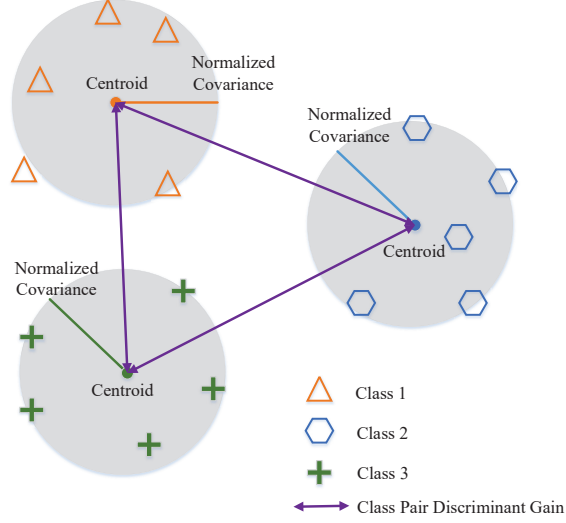 Normalized
Covariance
Centroid
Normalized
Covariance
Centroid
Normalized
Covariance
Centroid
Class 1
Class 2
Class 3
Class Pair Discriminant Gain